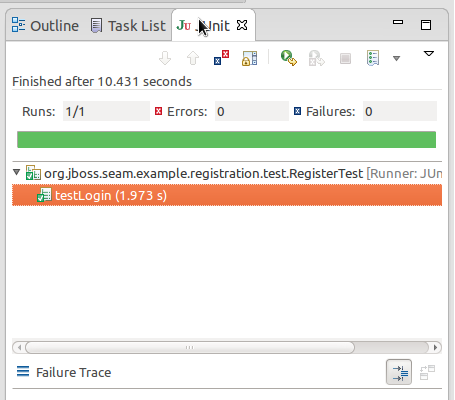 Outline Task List JUnit
Finished after 10.431 seconds
Runs: 1/1 Errors: 0 Failures: 0
org.jboss.seam.example.registration.test.RegisterTest [Runner: JUn
testLogin (1.973 s)
Failure Trace